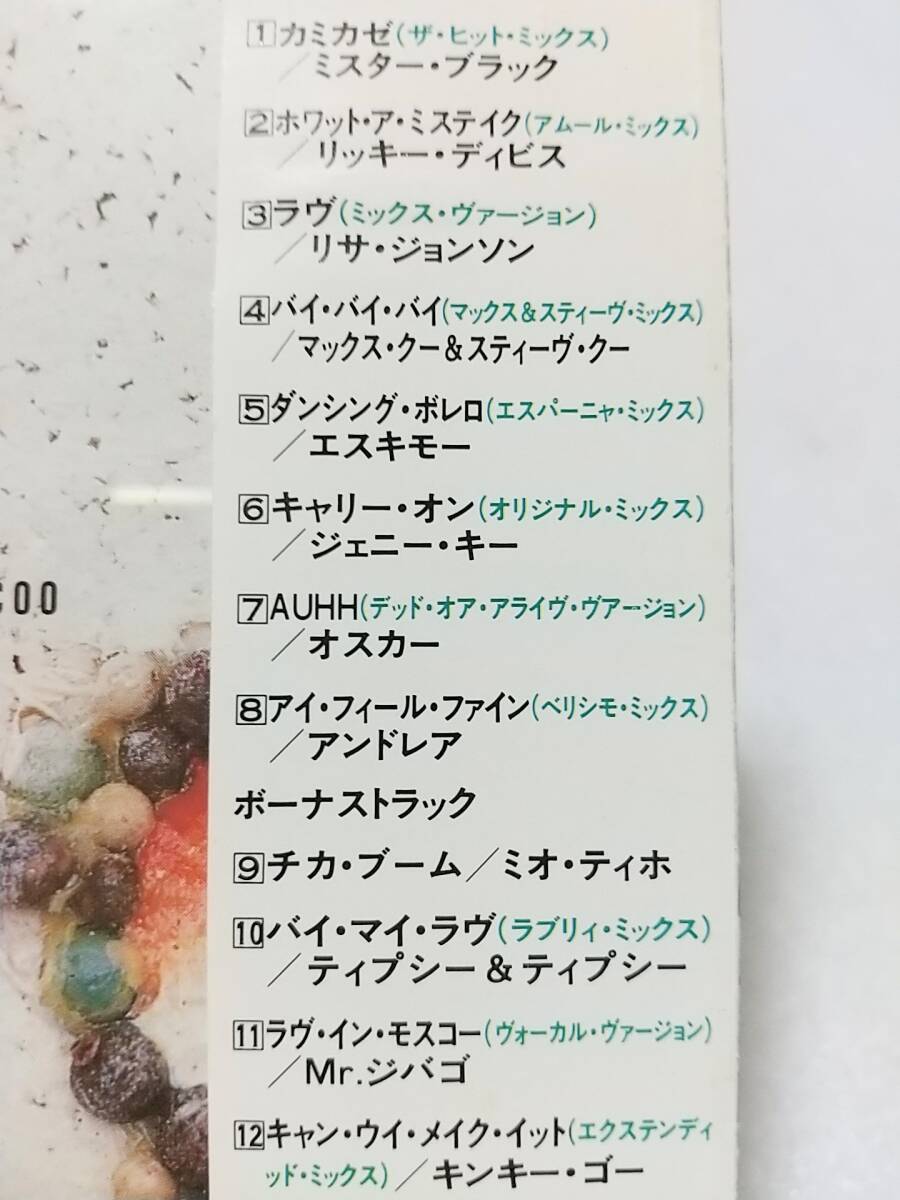 1カミカゼ(ザ・ヒット・ミックス)
/ミスター・ブラック
2ホワット・ア・ミステイク(アムール・ミックス)
/リッキー・ディビス
3ラヴ(ミックス・ヴァージョン)
/リサ・ジョンソン
4バイ・バイ・バイ(マックス&スティーヴ・ミックス)
/マックス・クー&スティーヴ・クー
5ダンシング・ボレロ(エスパーニャ・ミックス)
/エスキモー
6キャリー・オン(オリジナル・ミックス)
/ジェニー・キー
7AUHH(デッド・オア・アライヴ・ヴアージョン)
/オスカー
8アイ・フィール・ファイン(ベリシモ・ミックス)
/アンドレア
ボーナストラック
9チカ・ブーム/ミオ・ティホ
10バイ・マイ・ラヴ(ラブリィ・ミックス)
/ティプシー&ティプシー
11ラヴ・イン・モスコー(ヴォーカル・ヴァージョン)
/Mr.ジバゴ
12キャン・ウイ・メイク・イット(エクステンディ
ッド・ミックス)/キンキー・ゴー